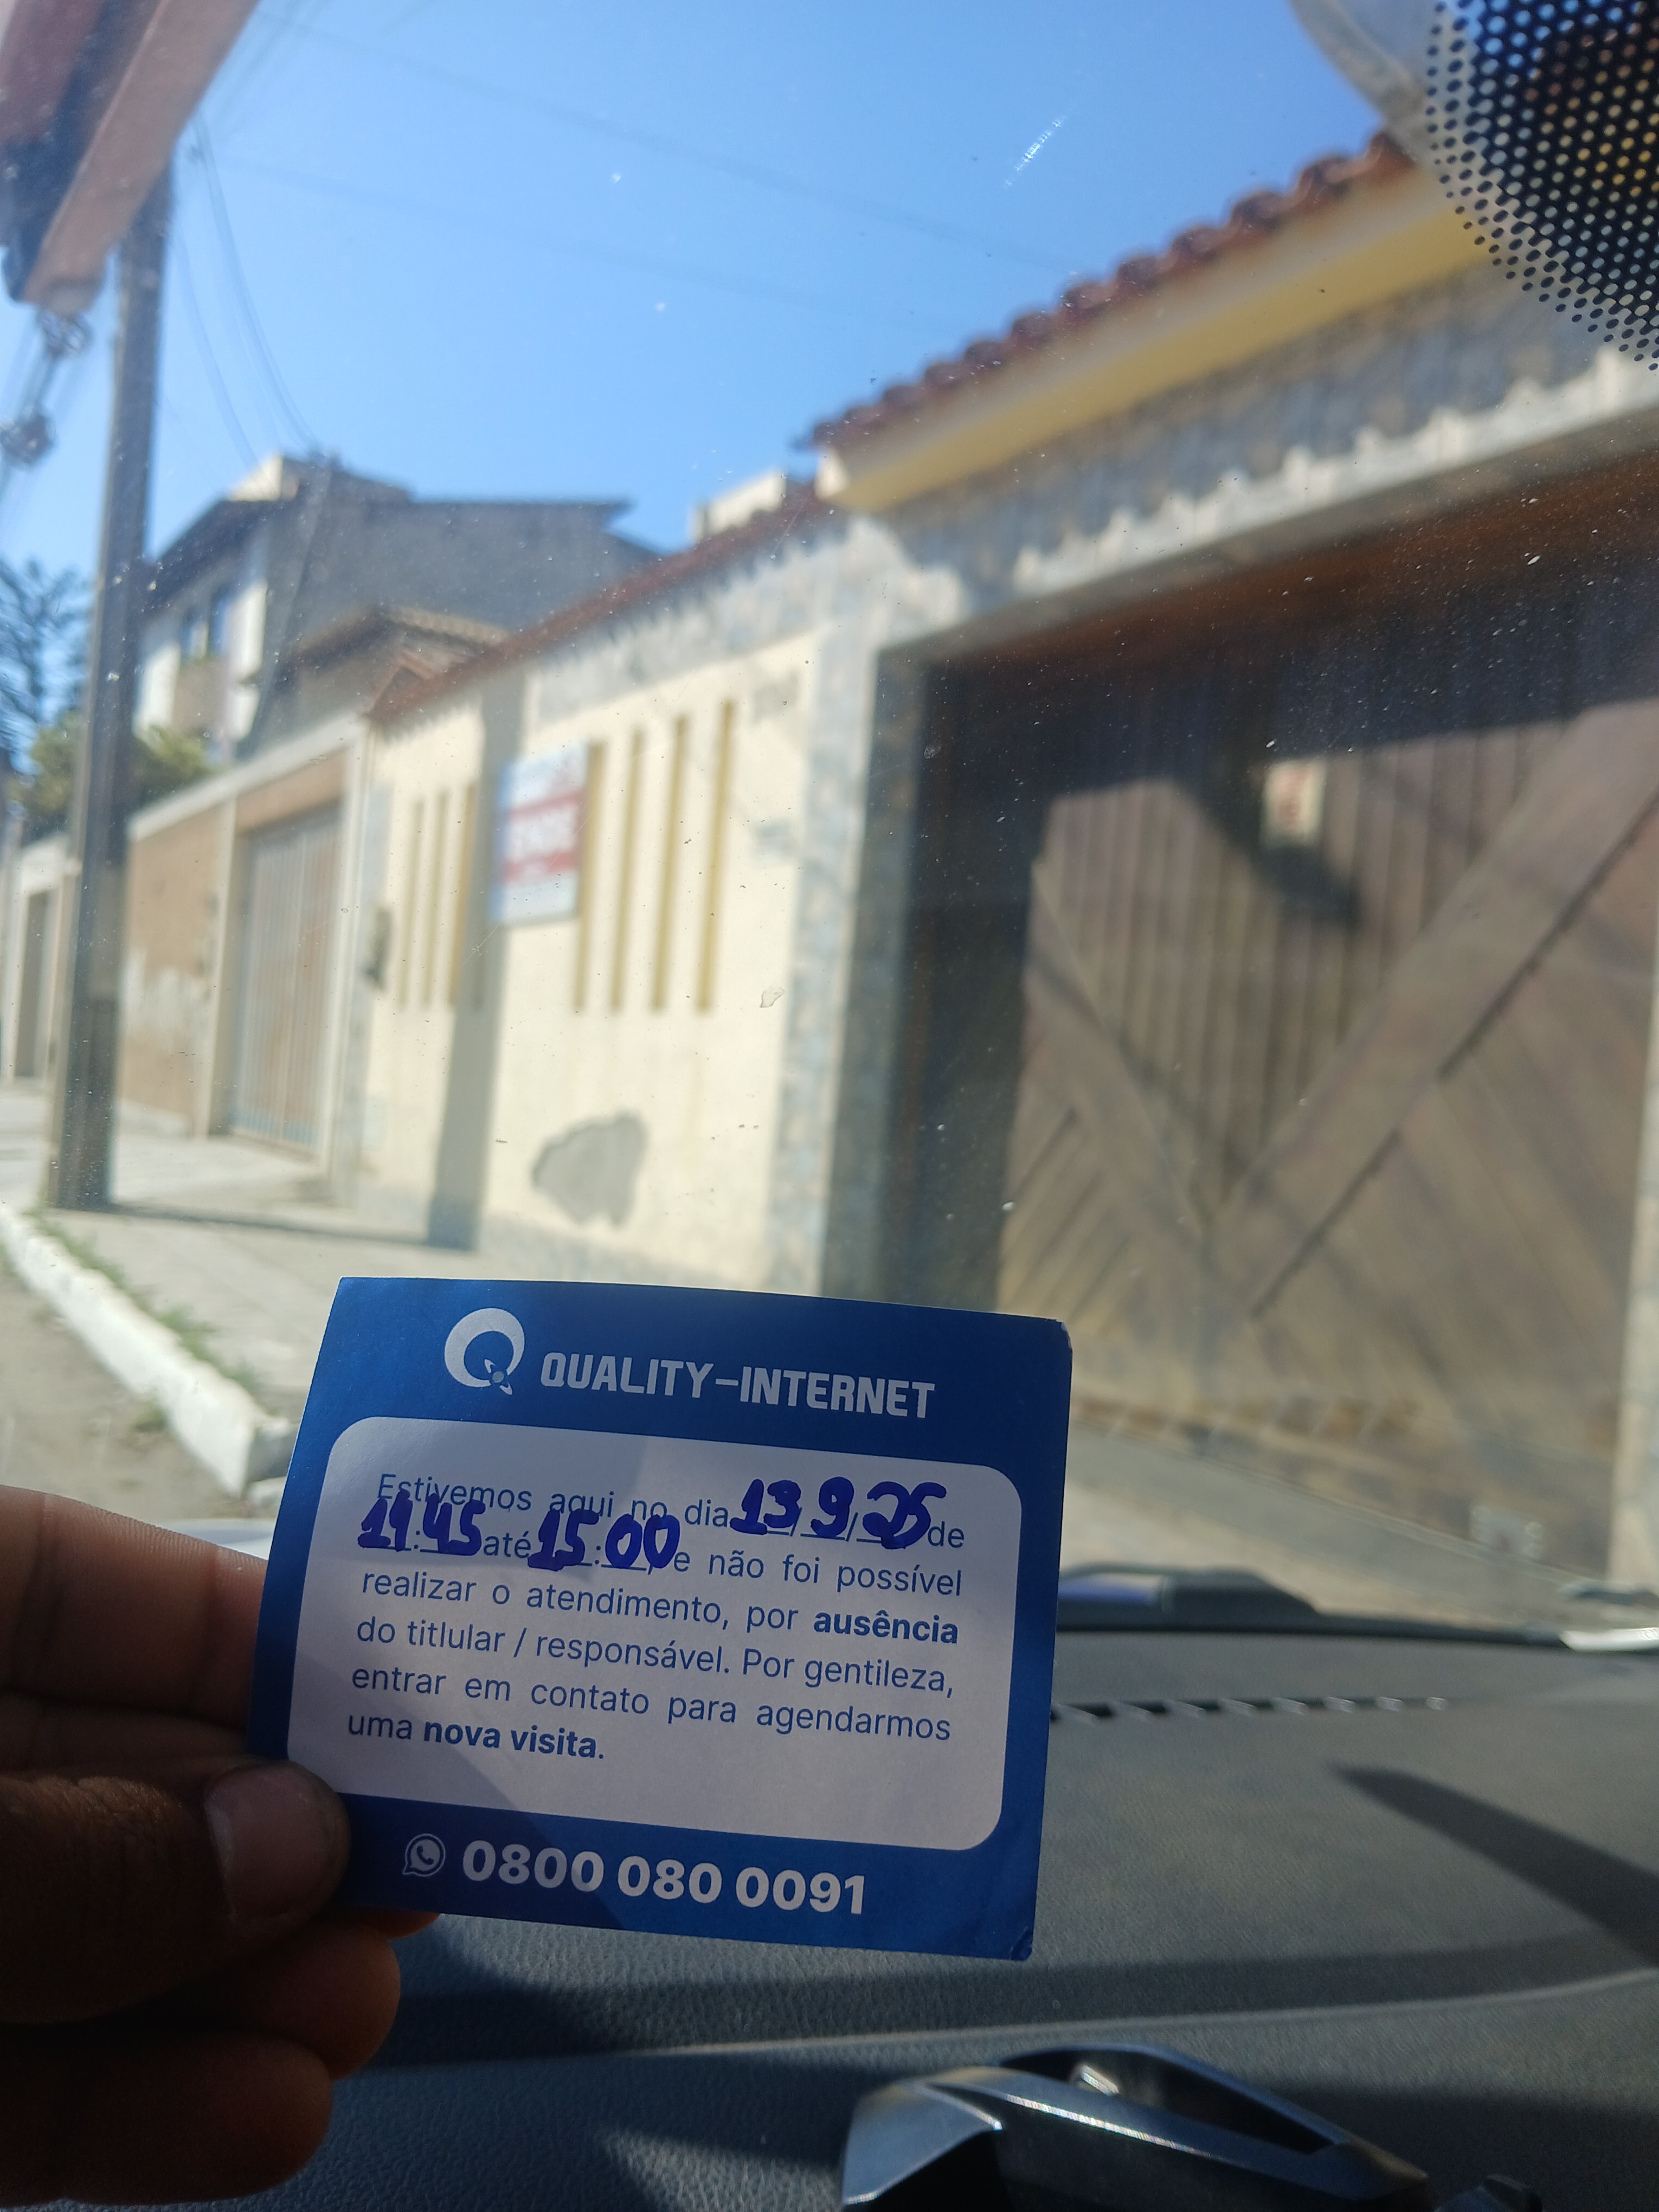 QUALITY-INTERNET
Estivemos aqui no dia 13/9/25 de
14:45 até 15:00, e não foi possível
realizar o atendimento, por ausência
do titlular / responsável. Por gentileza,
entrar em contato para agendarmos
uma nova visita.
0800 080 0091